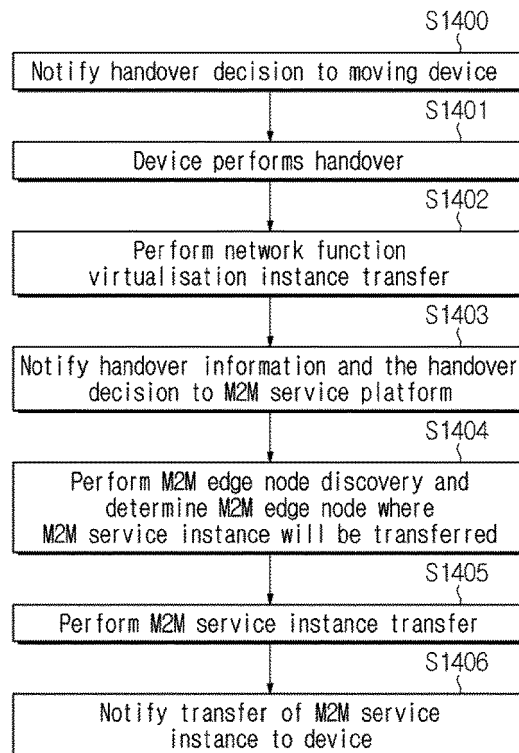 S1400
Notify handover decision to moving device
S1401
Device performs handover
S1402
Perform network function
virtualisation instance transfer
S1403
Notify handover information and the handover
decision to M2M service platform
S1404
Perform M2M edge node discovery and
determine M2M edge node where
M2M service instance will be transferred
S1405
Perform M2M service instance transfer
S1406
Notify transfer of M2M service
instance to device